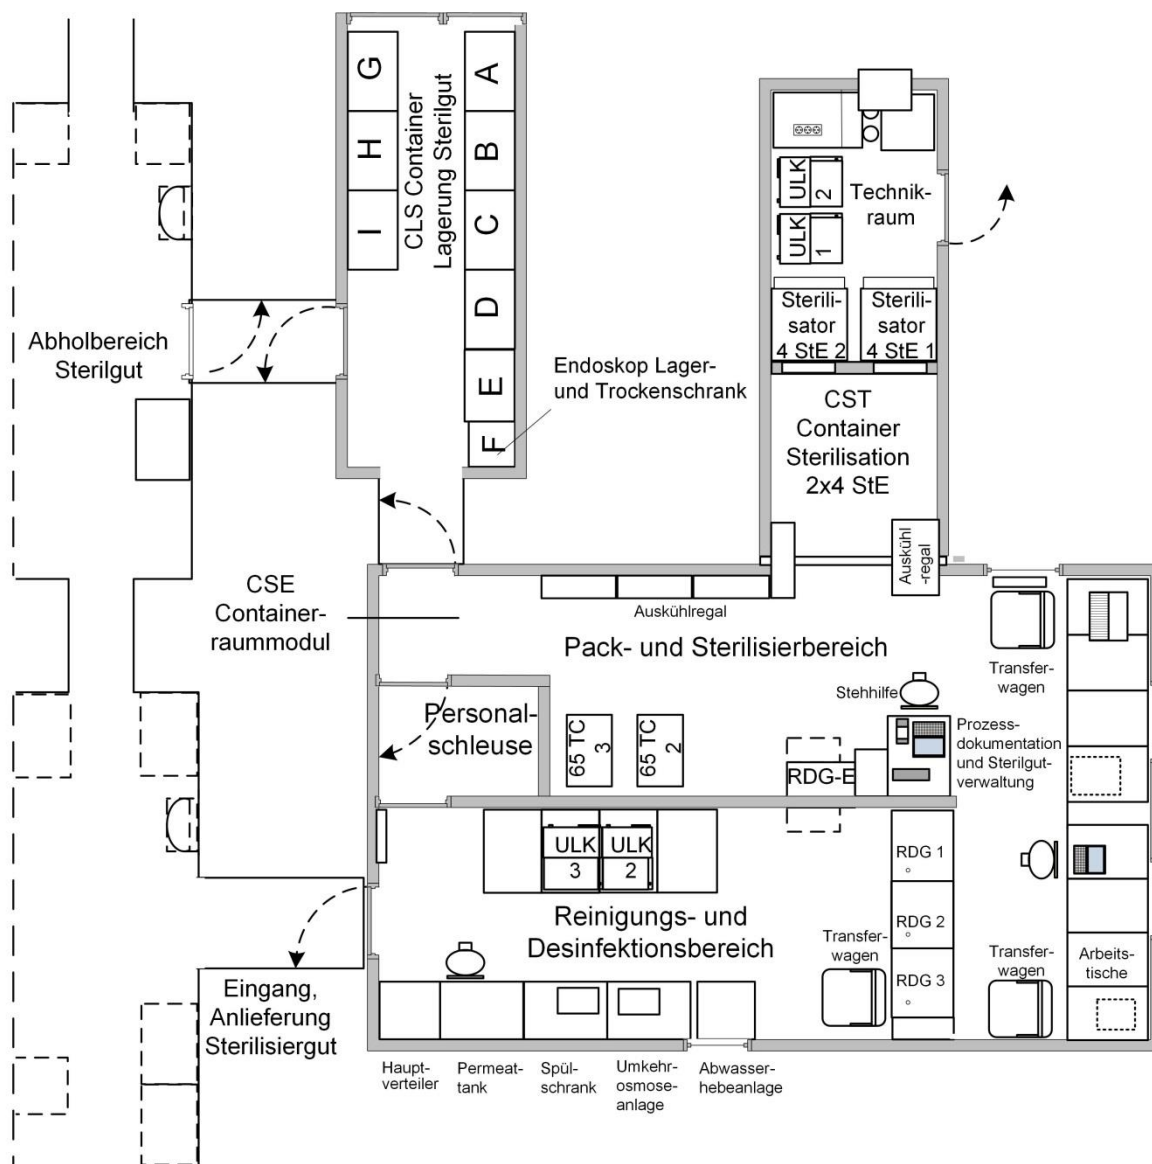 G
H
I
CLS Container
Lagerung Sterilgut
A
B
C
D
E
F
Abholbereich
Sterilgut
Endoskop Lager-
und Trockenschrank
ULK
2
ULK
1
Technik-
raum
Sterili-
sator
4 StE 2
Sterili-
sator
4 StE 1
CST
Container
Sterilisation
2x4 StE
Auskühl
-regal
CSE
Container-
raummodul
Auskühlregal
Pack- und Sterilisierbereich
Transfer-
wagen
Stehhilfe
Personal-
schleuse
65 TC
3
65 TC
2
RDG-E
Prozess-
dokumentation
und Sterilgut-
verwaltung
ULK
3
ULK
2
RDG 1
RDG 2
RDG 3
Reinigungs- und
Desinfektionsbereich
Transfer-
wagen
Transfer-
wagen
Arbeits-
tische
Eingang,
Anlieferung
Sterilisiergut
Haupt-
verteiler
Permeat-
tank
Spül-
schrank
Umkehr-
osmose-
anlage
Abwasser-
hebeanlage